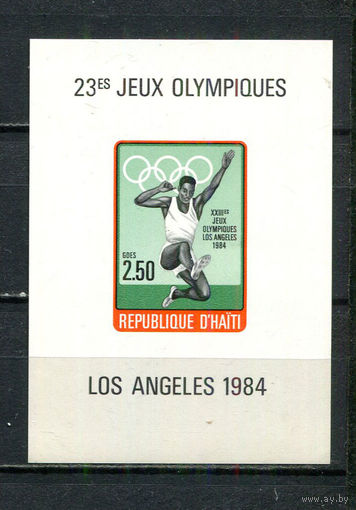 23ES JEUX OLYMPIQUES
XXIIIES
JEUX
OLYMPIQUES
LOS ANGELES
1984
GDES
2.50
REPUBLIQUE D'HAÏTI
LOS ANGELES 1984
www.ay.by